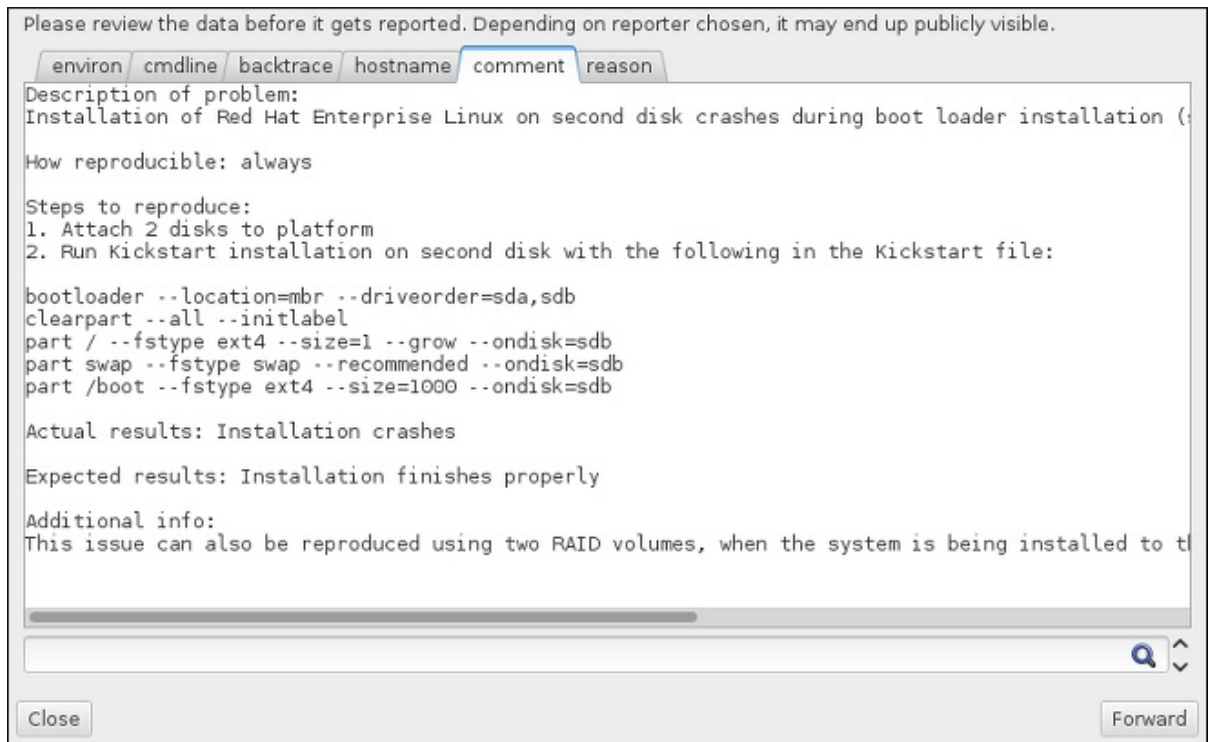 Please review the data before it gets reported. Depending on reporter chosen, it may end up publicly visible.
environ cmdline backtrace hostname comment reason
Description of problem:
Installation of Red Hat Enterprise Linux on second disk crashes during boot loader installation (
How reproducible: always
Steps to reproduce:
1. Attach 2 disks to platform
2. Run Kickstart installation on second disk with the following in the Kickstart file:
bootloader --location=mbr --driveorder=sda,sdb
clearpart --all --initlabel
part / --fstype ext4 --size=1 --grow --ondisk=sdb
part swap --fstype swap --recommended --ondisk=sdb
part /boot --fstype ext4 --size=1000 --ondisk=sdb
Actual results: Installation crashes
Expected results: Installation finishes properly
Additional info:
This issue can also be reproduced using two RAID volumes, when the system is being installed to
Close Forward